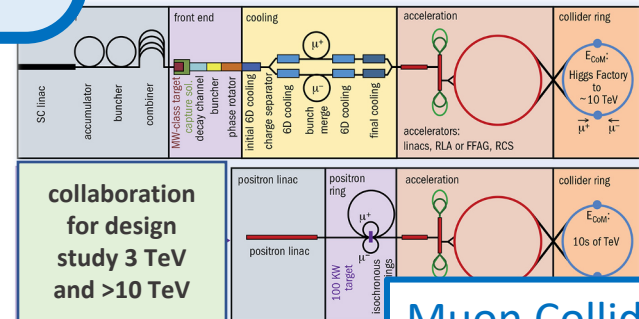 front end
cooling
acceleration
collider ring
SC linac
accumulator
buncher
combiner
MW-class target
capture sol.
decay channel
buncher
phase rotator
initial 6D cooling
charge separator
6D cooling
μ+
μ−
bunch
merge
6D cooling
final cooling
accelerators:
linacs, RLA or FFAG, RCS
ECoM:
Higgs Factory
to
~10 TeV
μ+ μ−
collaboration
for design
study 3 TeV
and >10 TeV
positron linac
positron
ring
acceleration
collider ring
positron linac
μ+
μ−
100 KW
target
isochronous
ECoM:
10s of TeV
Muon